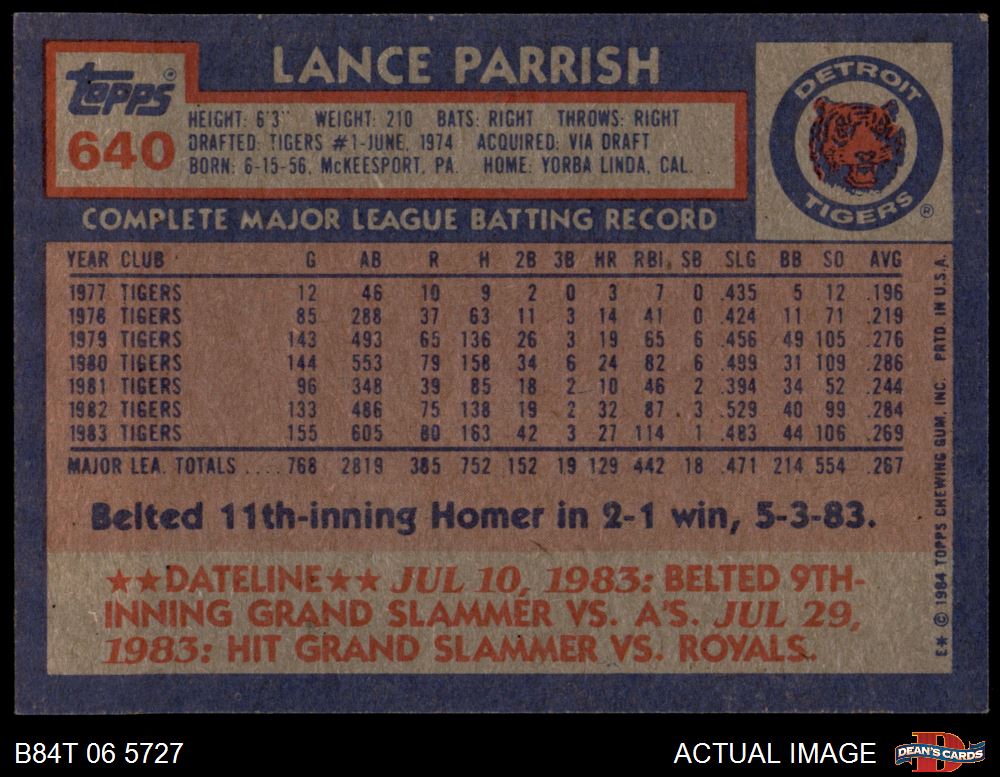 LANCE PARRISH
Topps®
640
HEIGHT: 6'3" WEIGHT: 210 BATS: RIGHT THROWS: RIGHT
DRAFTED: TIGERS #1-JUNE, 1974 ACQUIRED: VIA DRAFT
BORN: 6-15-56, McKEESPORT, PA. HOME: YORBA LINDA, CAL.
DETROIT
TIGERS®
COMPLETE MAJOR LEAGUE BATTING RECORD
YEAR CLUB G AB R H 2B 3B HR RBI SB SLG BB SO AVG
1977 TIGERS 12 46 10 9 2 0 3 7 0 .435 5 12 .196
1978 TIGERS 85 288 37 63 11 3 14 41 0 .424 11 71 .219
1979 TIGERS 143 493 65 136 26 3 19 65 6 .456 49 105 .276
1980 TIGERS 144 553 79 158 34 6 24 82 6 .499 31 109 .286
1981 TIGERS 96 348 39 85 18 2 10 46 2 .394 34 52 .244
1982 TIGERS 133 486 75 138 19 2 32 87 3 .529 40 99 .284
1983 TIGERS 155 605 80 163 42 3 27 114 1 .483 44 106 .269
MAJOR LEA. TOTALS .... 768 2819 385 752 152 19 129 442 18 .471 214 554 .267
Belted 11th-inning Homer in 2-1 win, 5-3-83.
★★DATELINE★★ JUL 10, 1983: BELTED 9TH-
INNING GRAND SLAMMER VS. A'S. JUL 29,
1983: HIT GRAND SLAMMER VS. ROYALS.
E* © 1984 TOPPS CHEWING GUM, INC. PRTD. IN U.S.A.
B84T 06 5727
ACTUAL IMAGE
D
DEAN'S CARDS